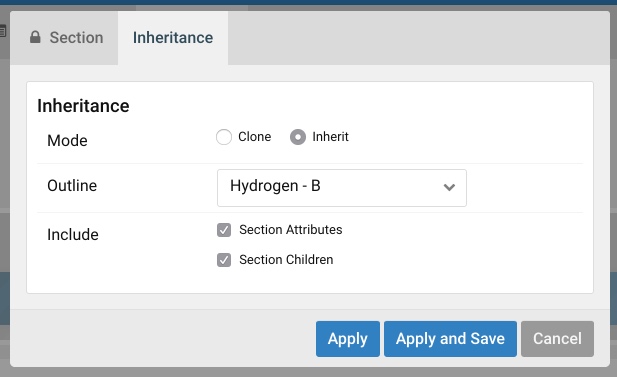 Section Inheritance
Inheritance
Mode Clone Inherit
Outline Hydrogen - B
Include Section Attributes
Section Children
Apply Apply and Save Cancel